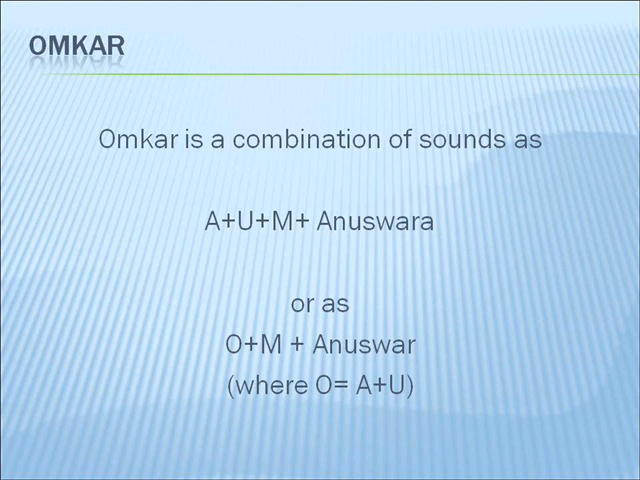 OMKAR
Omkar is a combination of sounds as
A+U+M+ Anuswara
or as
O+M + Anuswar
(where O= A+U)